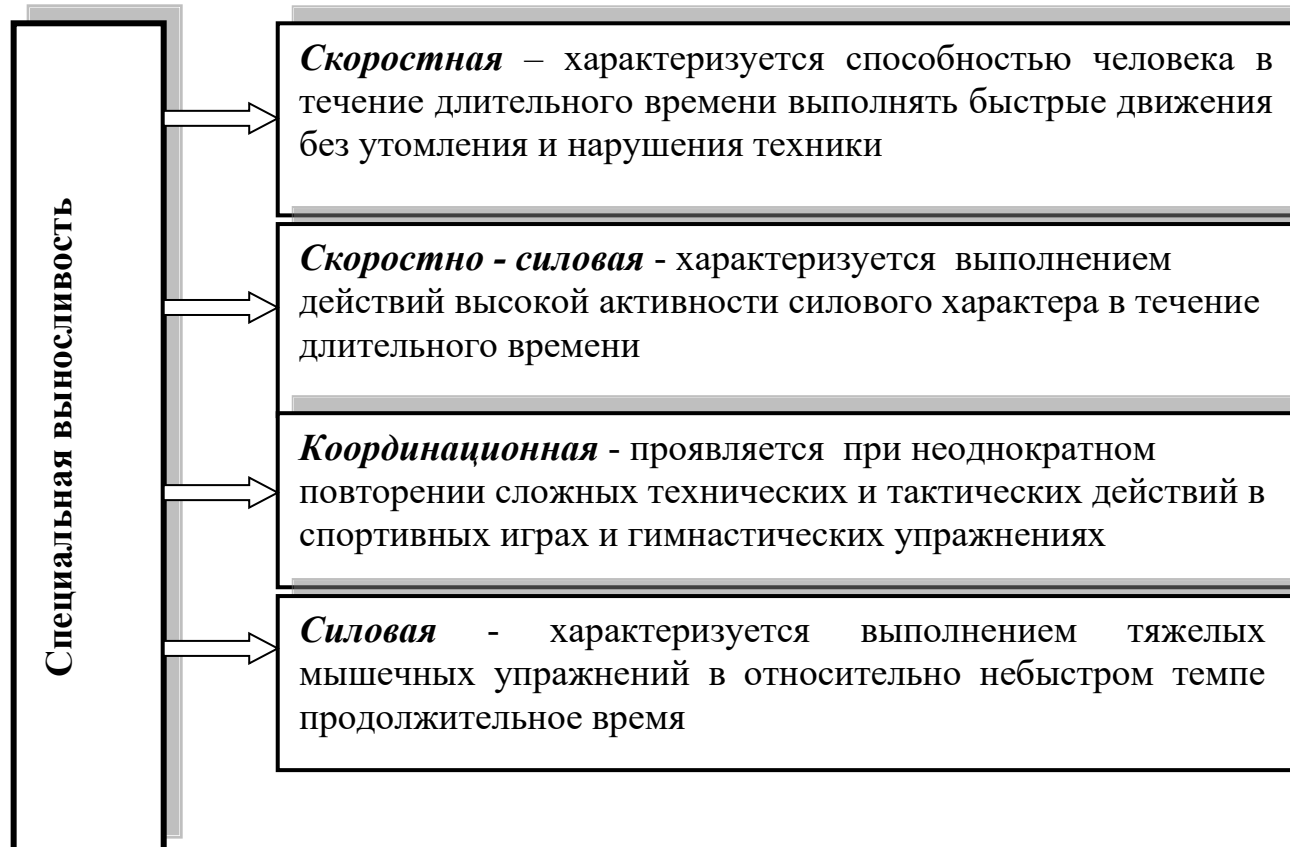 Специальная выносливость
Скоростная – характеризуется способностью человека в
течение длительного времени выполнять быстрые движения
без утомления и нарушения техники
Скоростно - силовая - характеризуется выполнением
действий высокой активности силового характера в течение
длительного времени
Координационная - проявляется при неоднократном
повторении сложных технических и тактических действий в
спортивных играх и гимнастических упражнениях
Силовая - характеризуется выполнением тяжелых
мышечных упражнений в относительно небыстром темпе
продолжительное время